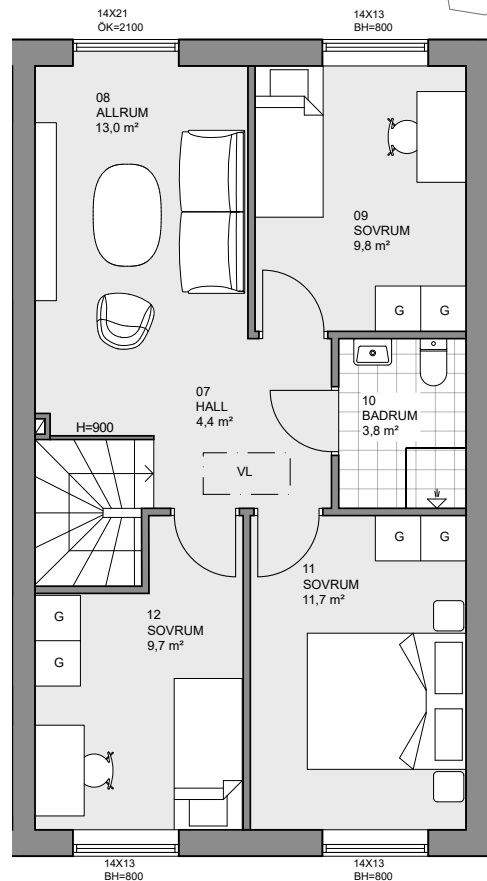 14X21
ÖK=2100
14X13
BH=800
08
ALLRUM
13,0 m²
09
SOVRUM
9,8 m²
G
G
07
HALL
4,4 m²
10
BADRUM
3,8 m²
H=900
VL
G
G
11
SOVRUM
11,7 m²
12
SOVRUM
9,7 m²
G
G
14X13
BH=800
14X13
BH=800